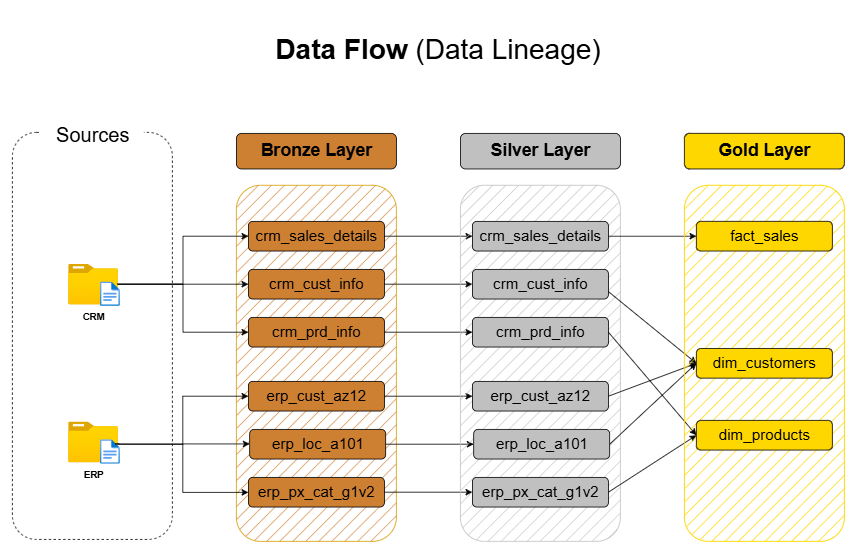 Data Flow (Data Lineage)
Sources
Bronze Layer
Silver Layer
Gold Layer
crm_sales_details
crm_sales_details
fact_sales
crm_cust_info
crm_cust_info
CRM
crm_prd_info
crm_prd_info
dim_customers
erp_cust_az12
erp_cust_az12
dim_products
erp_loc_a101
erp_loc_a101
ERP
erp_px_cat_g1v2
erp_px_cat_g1v2